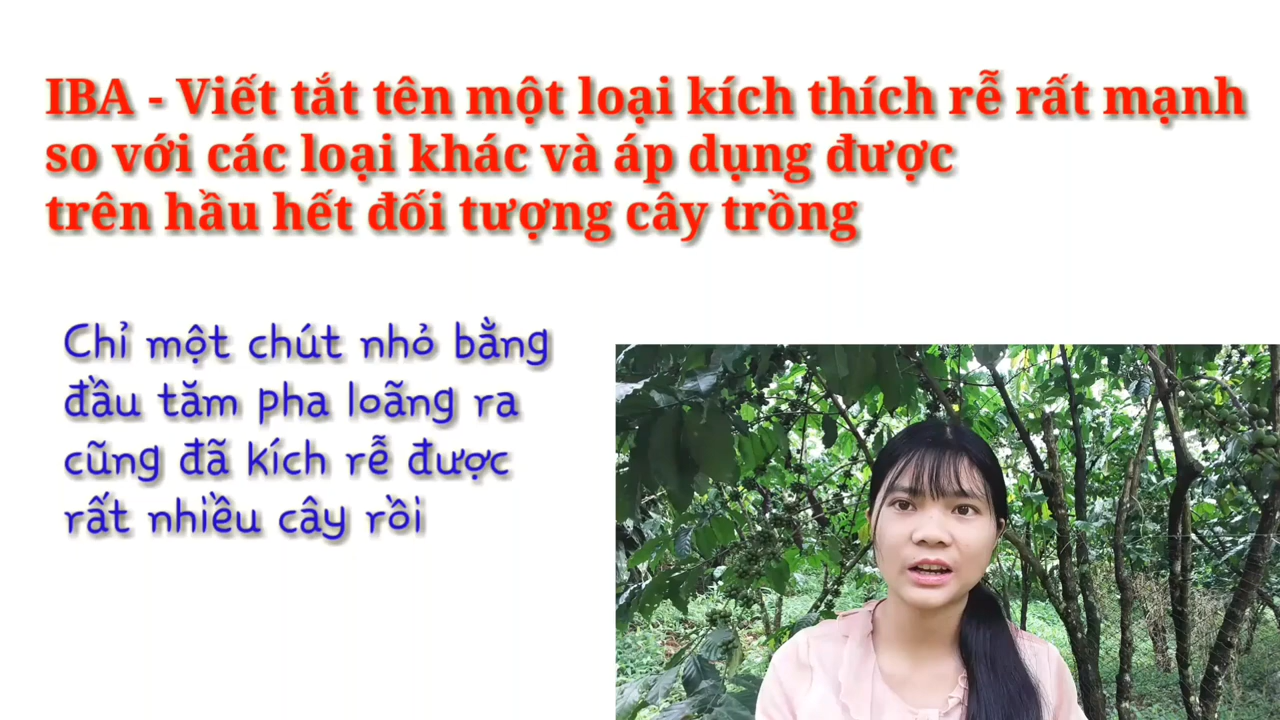 IBA - Viết tắt tên một loại kích thích rễ rất mạnh
so với các loại khác và áp dụng được
trên hầu hết đối tượng cây trồng
Chỉ một chút nhỏ bằng
đầu tăm pha loãng ra
cũng đã kích rễ được
rất nhiều cây rồi